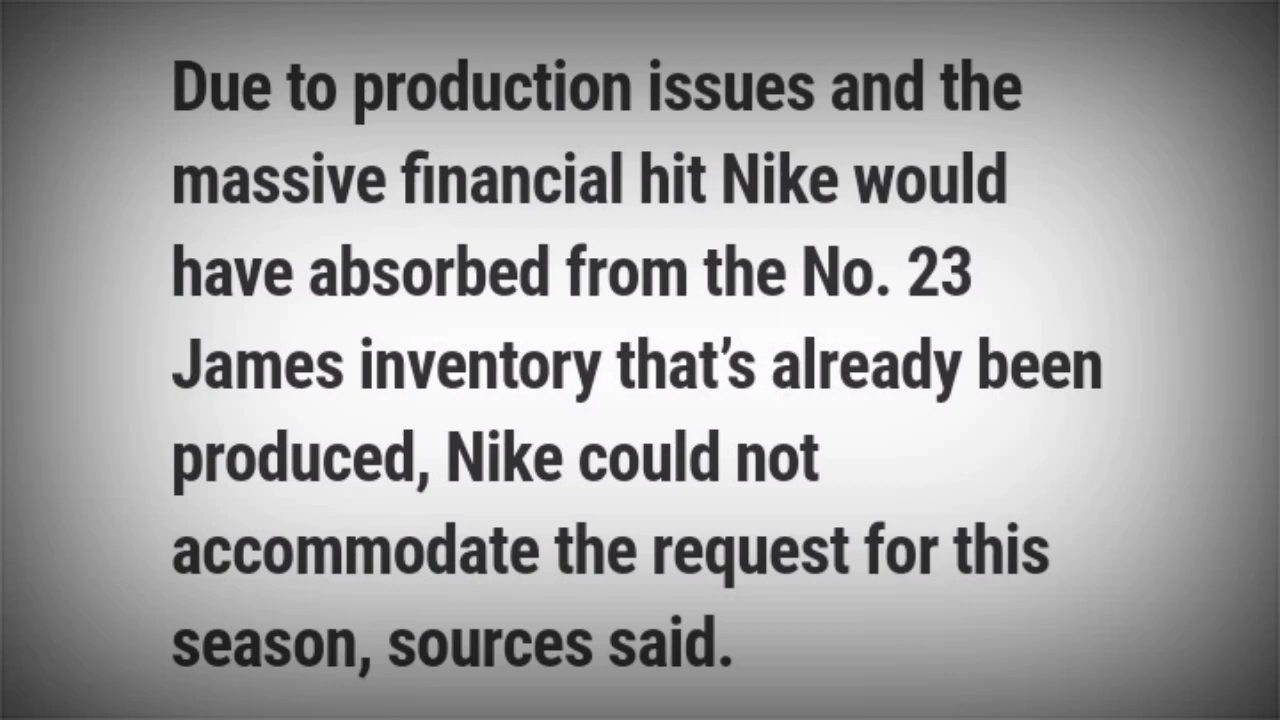 Due to production issues and the
massive financial hit Nike would
have absorbed from the No. 23
James inventory that’s already been
produced, Nike could not
accommodate the request for this
season, sources said.